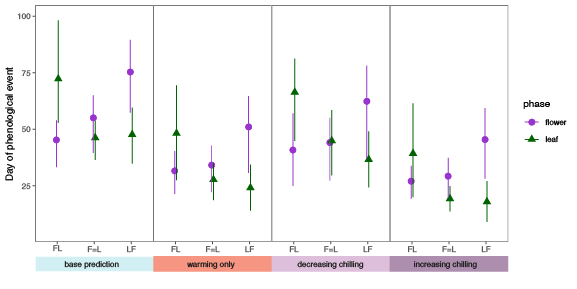 Day of phenological event
100
75
50
25
FL F=L LF FL F=L LF FL F=L LF FL F=L LF
base prediction warming only decreasing chilling increasing chilling
phase
flower
leaf